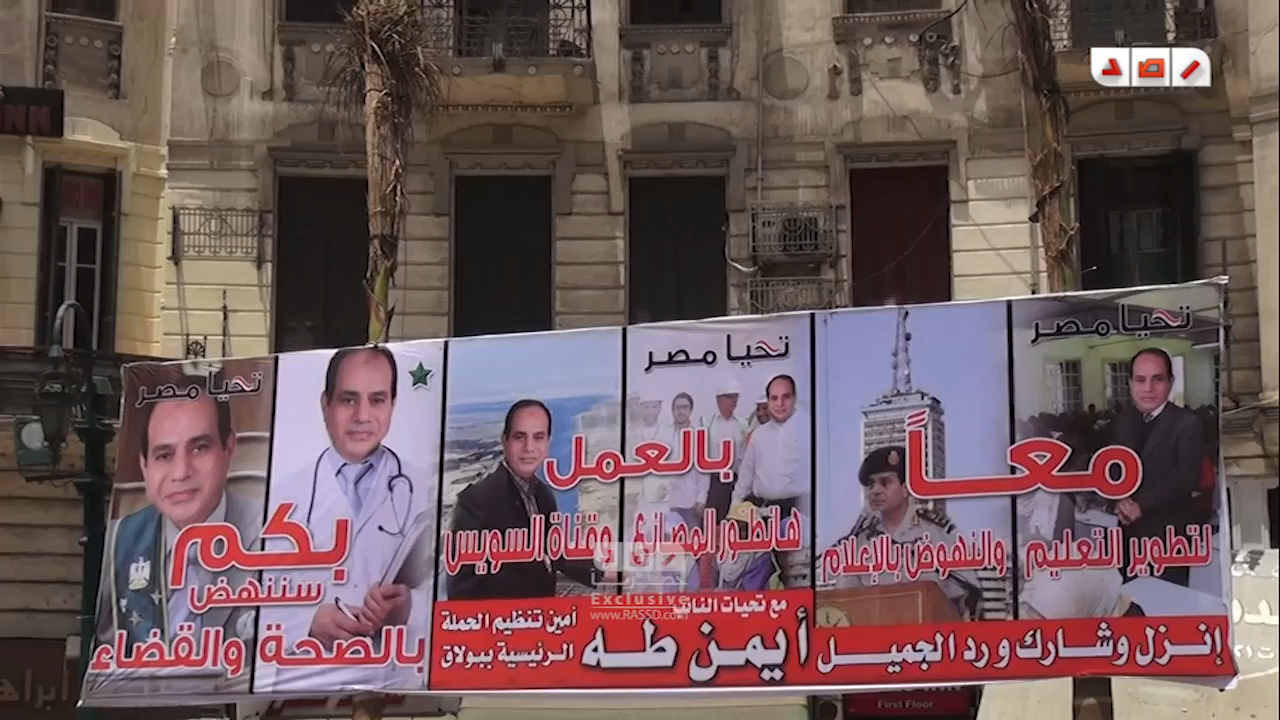 رصد
تحيا مصر
معاً
لتطوير التعليم
والنهوض بالإعلام
إنزل وشارك ورد الجميل
تحيا مصر
بالعمل
هانطور المصانع وقناة السويس
مع تحيات النائب
أيمن طه
أمين تنظيم الحملة
الرئيسية ببولاق
تحيا مصر
بكم
سننهض
بالصحة والقضاء
Exclusive
www.RASSD.com
First Floor